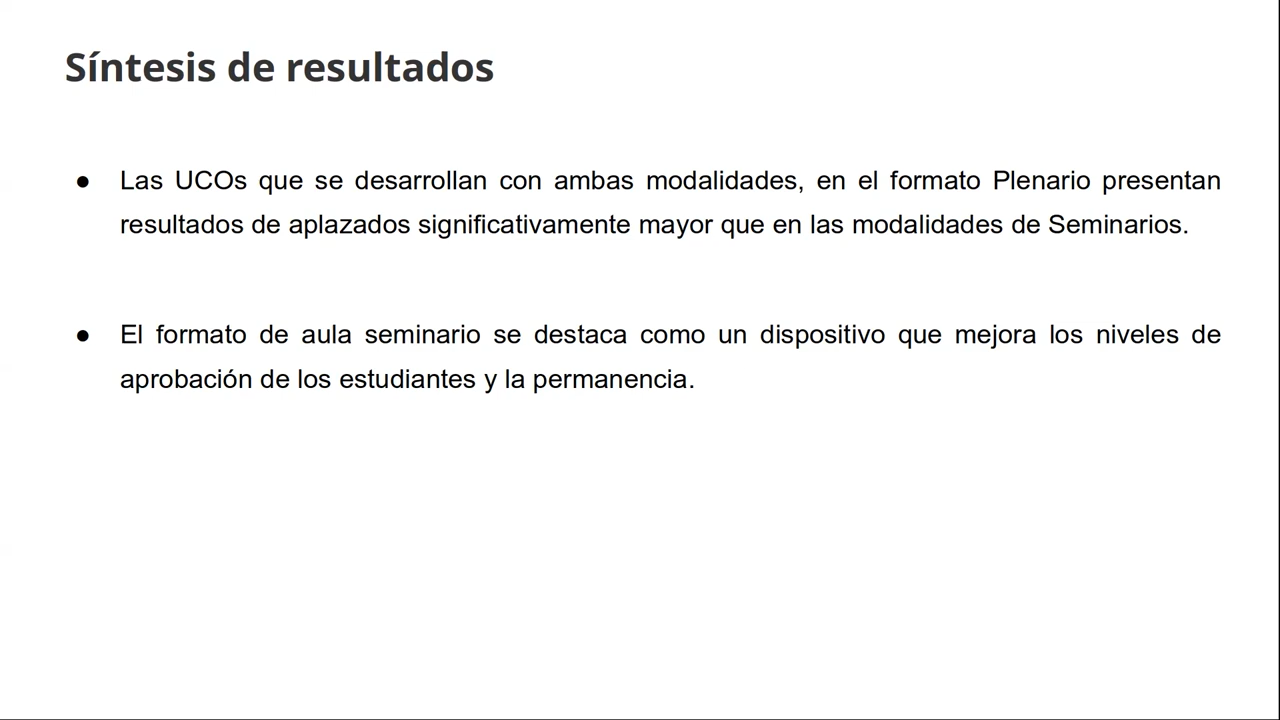 Síntesis de resultados
● Las UCOs que se desarrollan con ambas modalidades, en el formato Plenario presentan
resultados de aplazados significativamente mayor que en las modalidades de Seminarios.
● El formato de aula seminario se destaca como un dispositivo que mejora los niveles de
aprobación de los estudiantes y la permanencia.